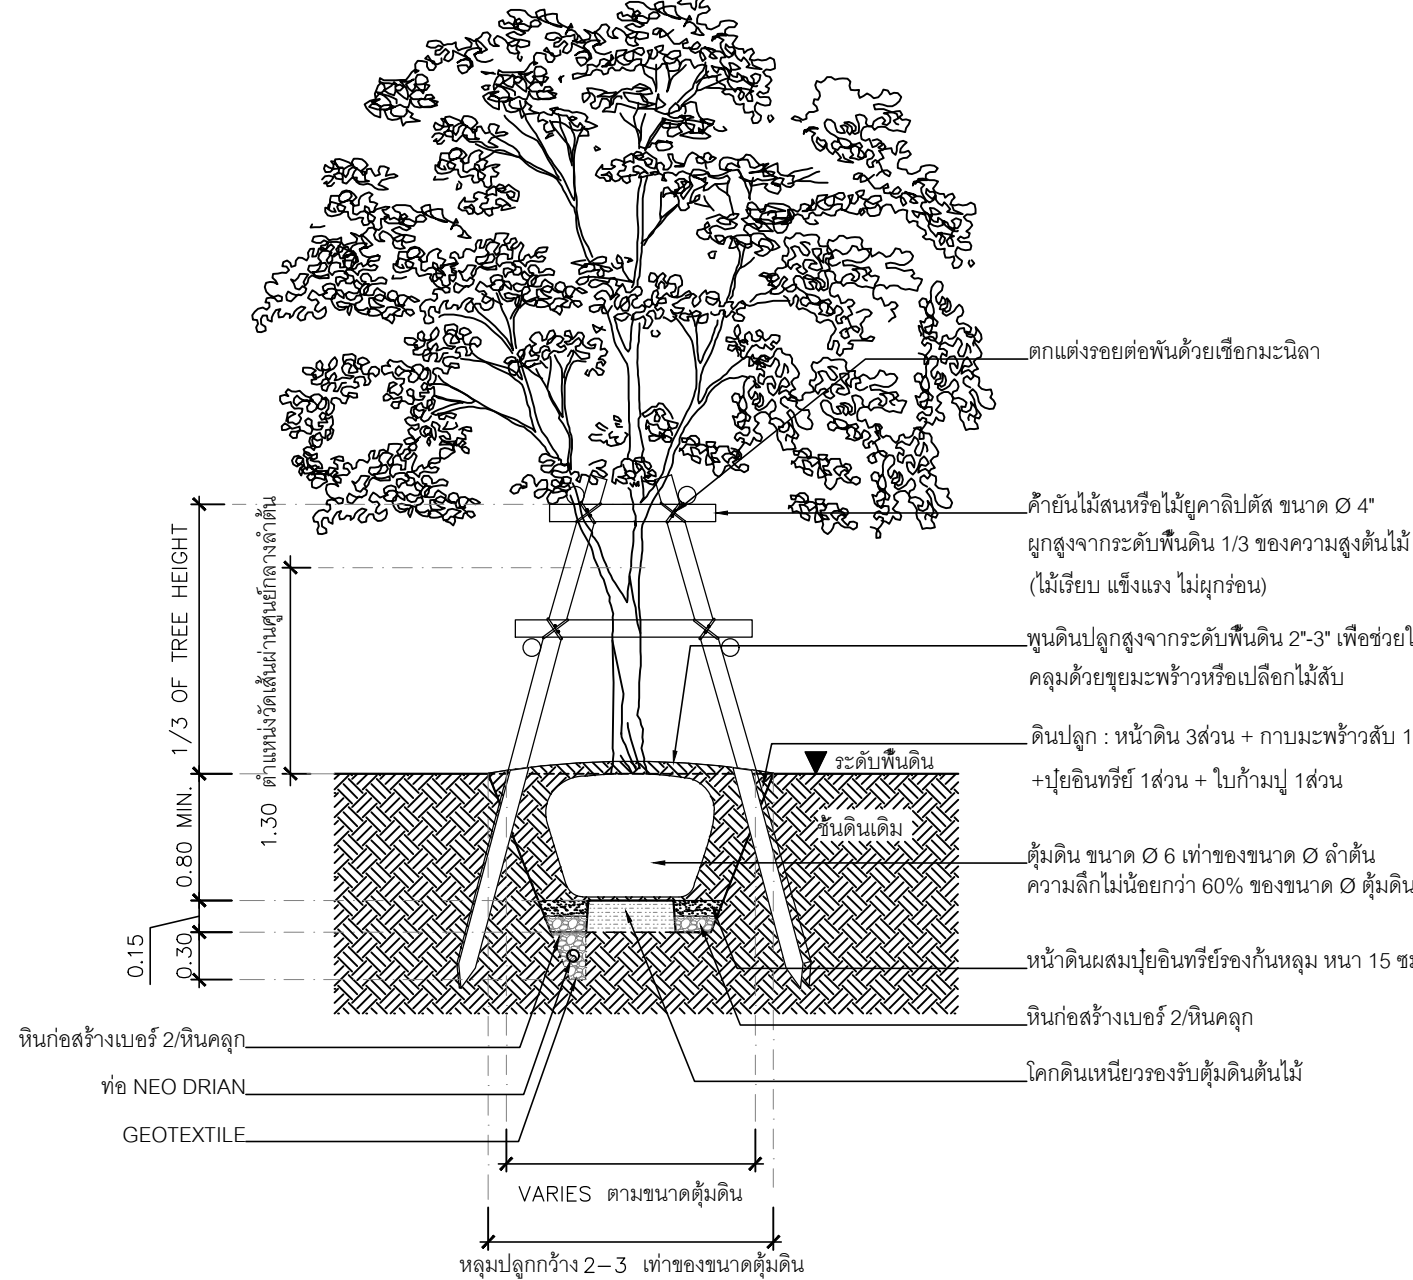 ตกแต่งรอยต่อพันด้วยเชือกมะนิลา
ค้ำยันไม้สนหรือไม้ยูคาลิปตัส ขนาด Ø 4"
ผูกสูงจากระดับพื้นดิน 1/3 ของความสูงต้นไม้
(ไม้เรียบ แข็งแรง ไม่ผุกร่อน)
พูนดินปลูกสูงจากระดับพื้นดิน 2"-3" เพื่อช่วยใ
คลุมด้วยขุยมะพร้าวหรือเปลือกไม้สับ
ดินปลูก : หน้าดิน 3ส่วน + กาบมะพร้าวสับ 1
+ปุ๋ยอินทรีย์ 1ส่วน + ใบก้ามปู 1ส่วน
ระดับพื้นดิน
ชั้นดินเดิม
ตุ้มดิน ขนาด Ø 6 เท่าของขนาด Ø ลำต้น
ความลึกไม่น้อยกว่า 60% ของขนาด Ø ตุ้มดิน
หน้าดินผสมปุ๋ยอินทรีย์รองก้นหลุม หนา 15 ซม
หินก่อสร้างเบอร์ 2/หินคลุก
โคกดินเหนียวรองรับตุ้มดินต้นไม้
1/3 OF TREE HEIGHT
1.30 ตำแหน่งวัดเส้นผ่านศูนย์กลางลำต้น
0.80 MIN.
0.15
0.30
หินก่อสร้างเบอร์ 2/หินคลุก
ท่อ NEO DRIAN
GEOTEXTILE
VARIES ตามขนาดตุ้มดิน
หลุมปลูกกว้าง 2-3 เท่าของขนาดตุ้มดิน